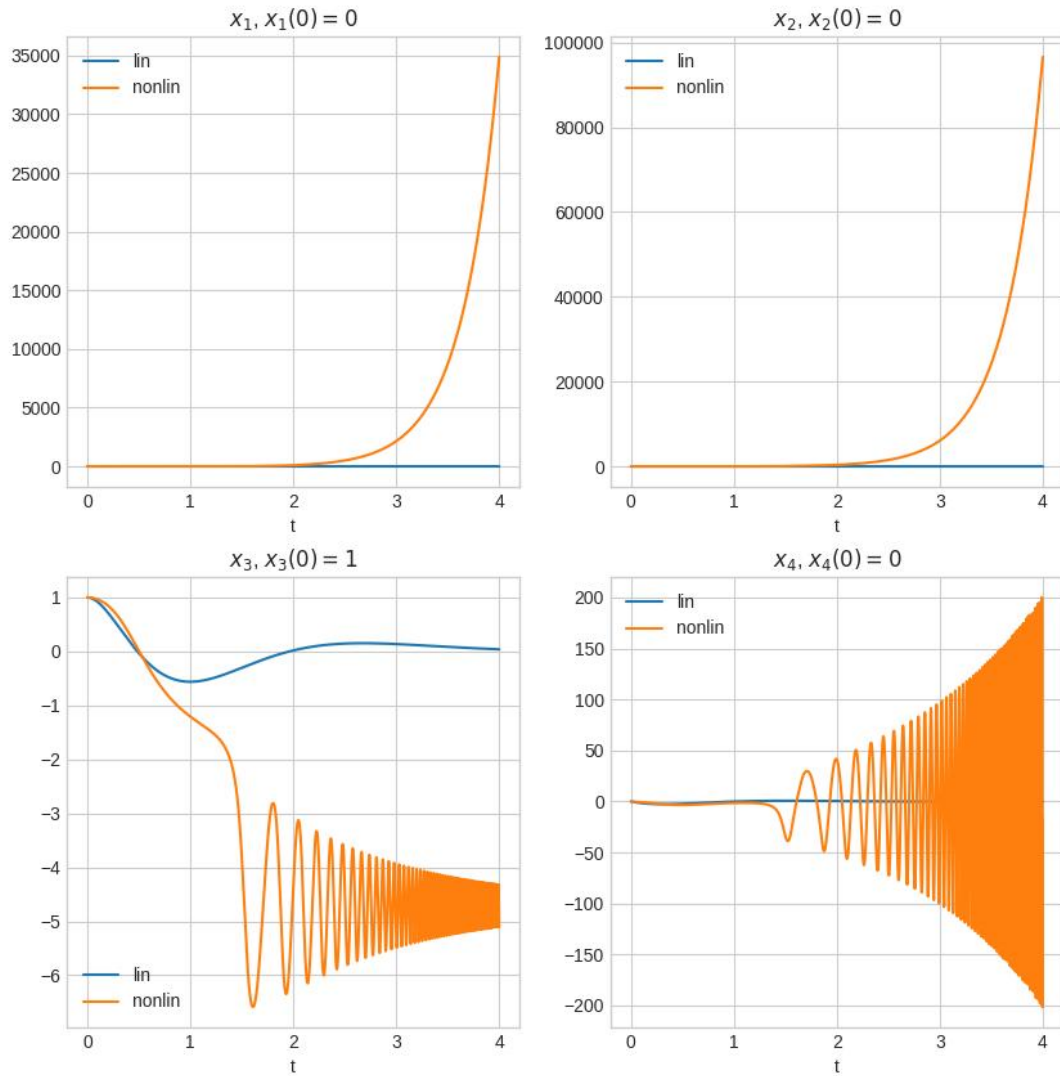 x₁, x₁(0) = 0
lin
nonlin
35000
30000
25000
20000
15000
10000
5000
0
0 1 2 3 4
t
x₂, x₂(0) = 0
lin
nonlin
100000
80000
60000
40000
20000
0
0 1 2 3 4
t
x₃, x₃(0) = 1
1
0
−1
−2
−3
−4
−5
−6
lin
nonlin
0 1 2 3 4
t
x₄, x₄(0) = 0
lin
nonlin
200
150
100
50
0
−50
−100
−150
−200
0 1 2 3 4
t